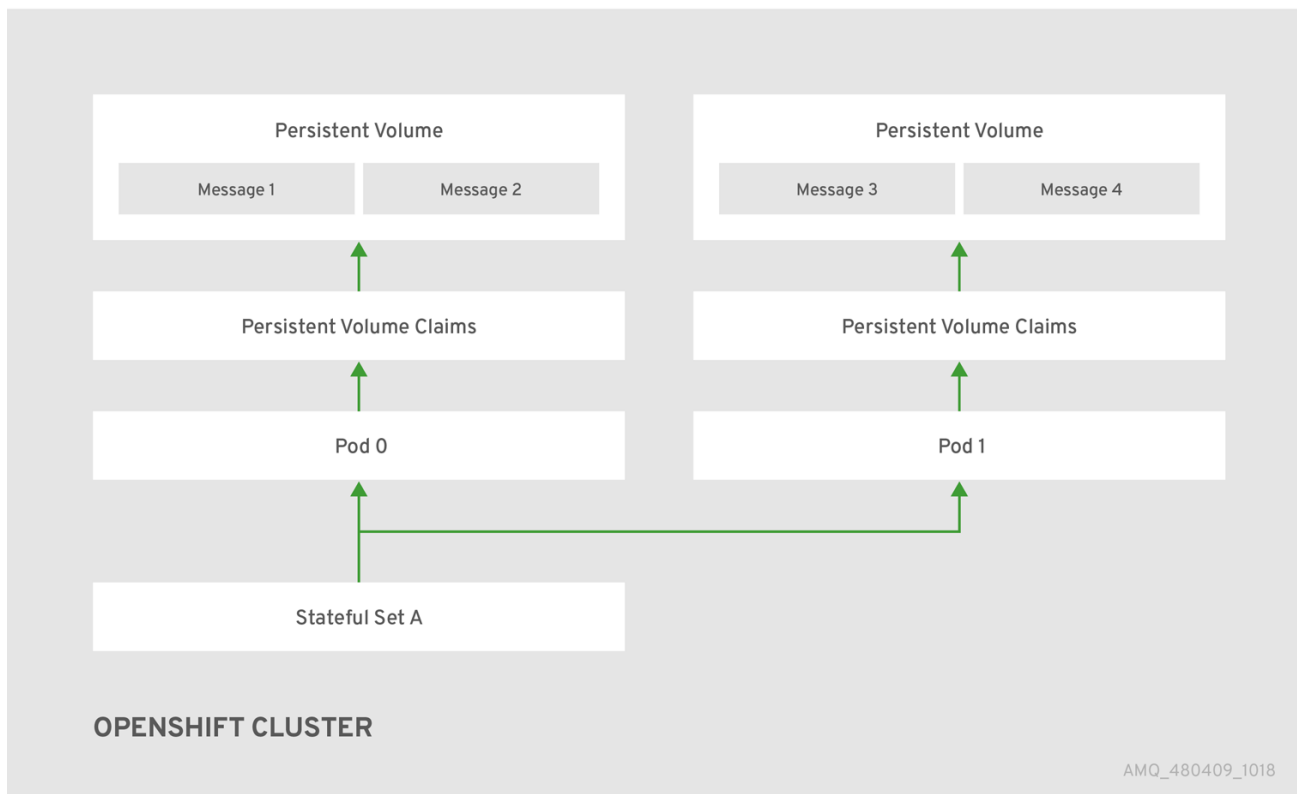 Persistent Volume
Message 1
Message 2
Persistent Volume Claims
Pod 0
Persistent Volume
Message 3
Message 4
Persistent Volume Claims
Pod 1
Stateful Set A
OPENSHIFT CLUSTER
AMQ_480409_1018